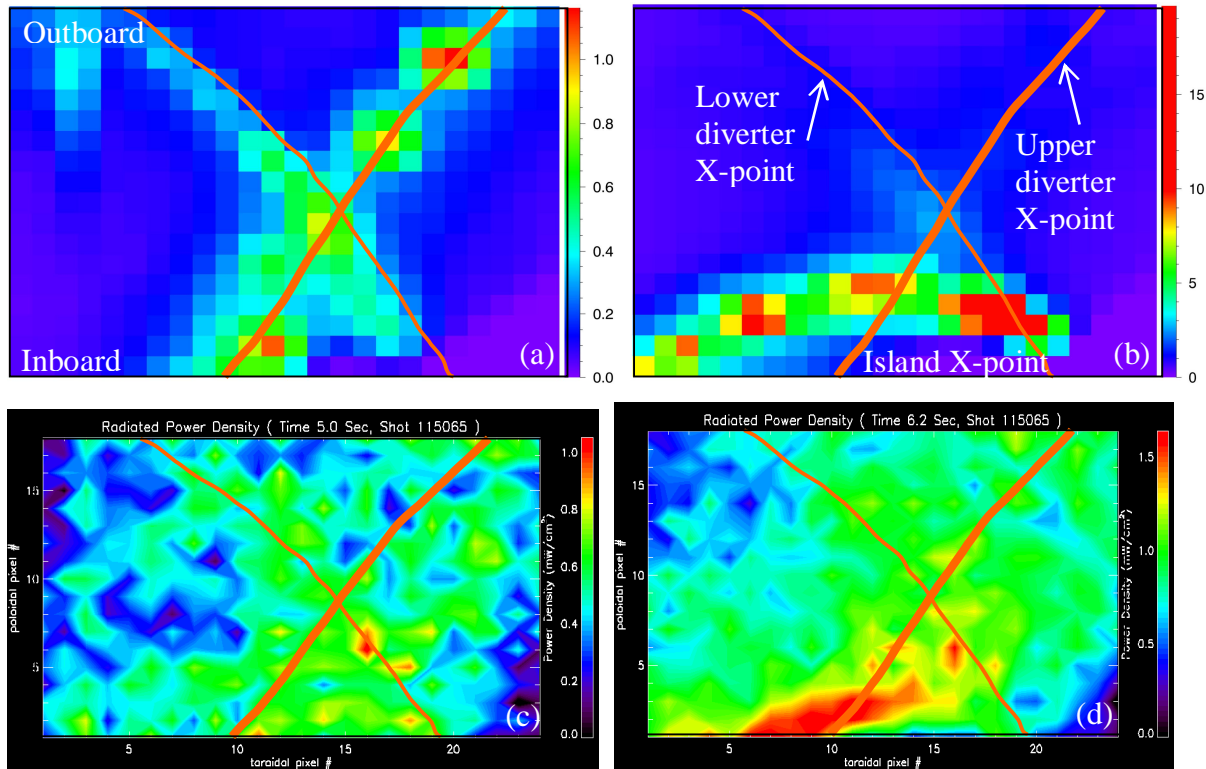 Outboard
Inboard
(a)
1.0
0.8
0.6
0.4
0.2
0.0
Lower
diverter
X-point
Upper
diverter
X-point
Island X-point
(b)
15
10
5
0
Radiated Power Density ( Time 5.0 Sec, Shot 115065 )
poloidal pixel #
15
10
5
5
10
15
20
taraidal pixel #
(c)
1.0
0.8
0.6
0.4
0.2
0.0
Power Density (mW/cm²)
Radiated Power Density ( Time 6.2 Sec, Shot 115065 )
poloidal pixel #
15
10
5
5
10
15
20
taraidal pixel #
(d)
1.5
1.0
0.5
0.0
Power Density (mW/cm²)